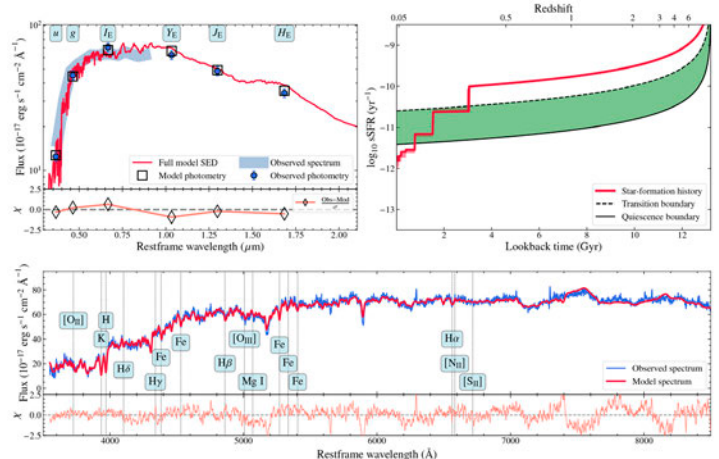 u g I_E Y_E J_E H_E
Flux (10⁻¹⁷ erg s⁻¹ cm⁻² Å⁻¹)
10²
10¹
Full model SED
Model photometry
Observed spectrum
Observed photometry
χ
2.5
0.0
−2.5
Obs−Mod
σ
0.50 0.75 1.00 1.25 1.50 1.75 2.00
Restframe wavelength (μm)
Redshift
0.05 0.5 1 2 3 4 6
log₁₀ sSFR (yr⁻¹)
-9
-10
-11
-12
-13
Star-formation history
Transition boundary
Quiescence boundary
2 4 6 8 10 12
Lookback time (Gyr)
Flux (10⁻¹⁷ erg s⁻¹ cm⁻² Å⁻¹)
80
60
40
20
0
[OII]
H
K
Hδ
Hγ
Fe
Fe
Hβ
[OIII]
Mg I
Fe
Fe
Fe
Hα
[NII]
[SII]
Observed spectrum
Model spectrum
χ
2.5
0.0
−2.5
4000 5000 6000 7000 8000
Restframe wavelength (Å)